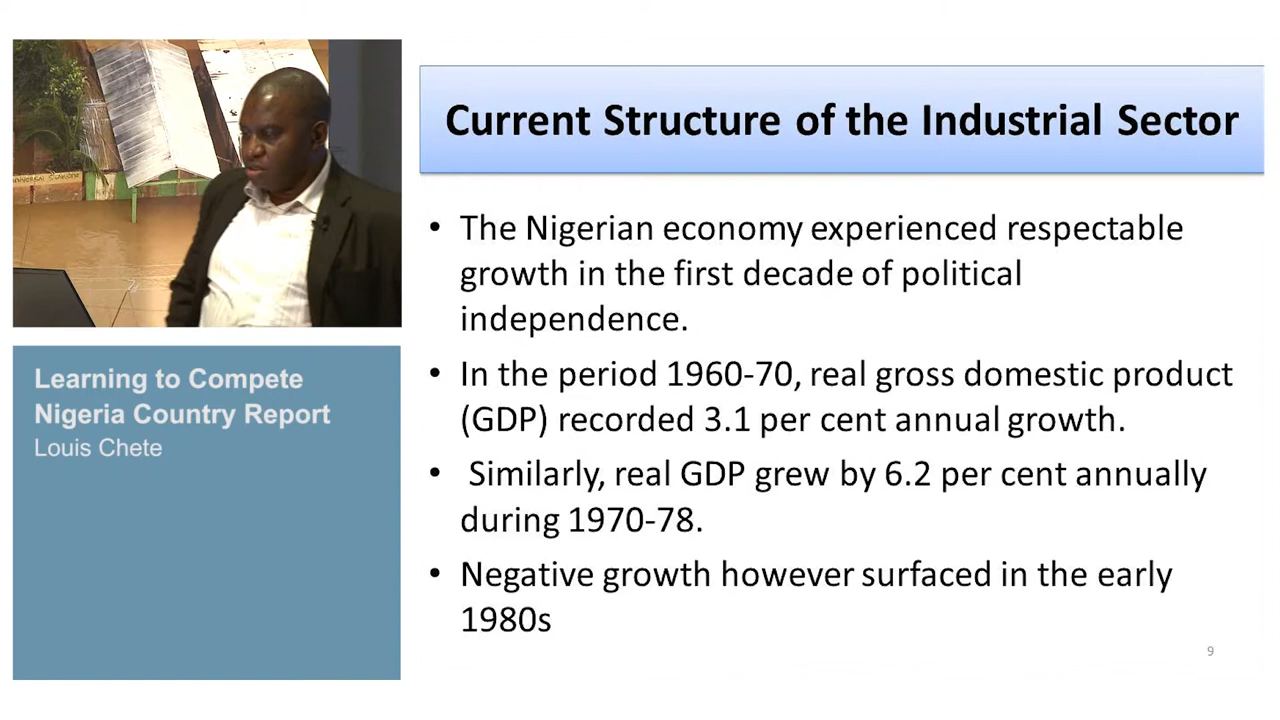 Current Structure of the Industrial Sector
• The Nigerian economy experienced respectable
growth in the first decade of political
independence.
• In the period 1960-70, real gross domestic product
(GDP) recorded 3.1 per cent annual growth.
• Similarly, real GDP grew by 6.2 per cent annually
during 1970-78.
• Negative growth however surfaced in the early
1980s
9
Learning to Compete
Nigeria Country Report
Louis Chete